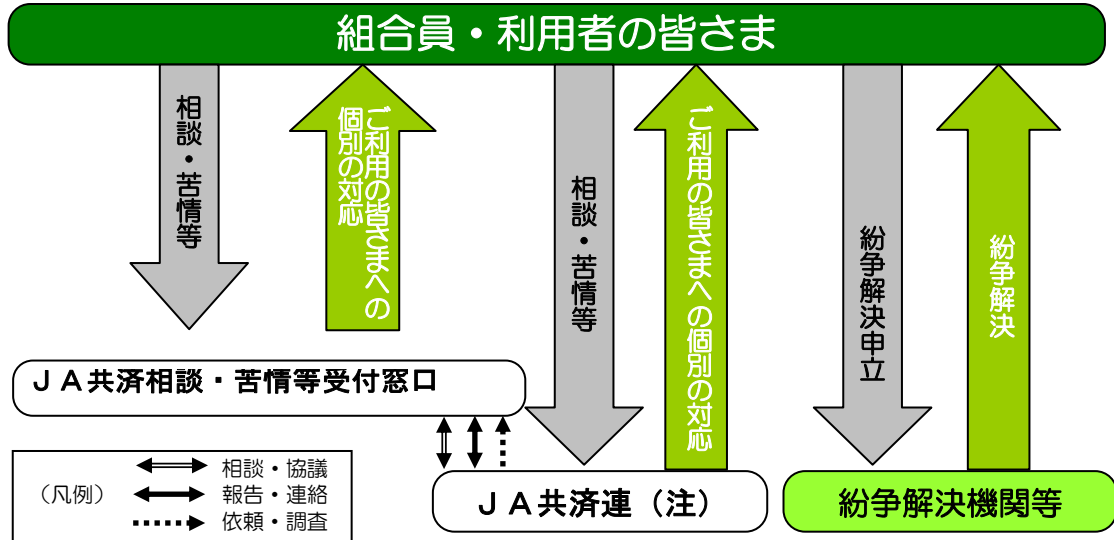 組合員・利用者の皆さま
相談・苦情等
ご利用の皆さまへの
個別の対応
相談・苦情等
ご利用の皆さまへの個別の対応
紛争解決申立
紛争解決
ＪＡ共済相談・苦情等受付窓口
ＪＡ共済連（注）
紛争解決機関等
（凡例）
相談・協議
報告・連絡
依頼・調査